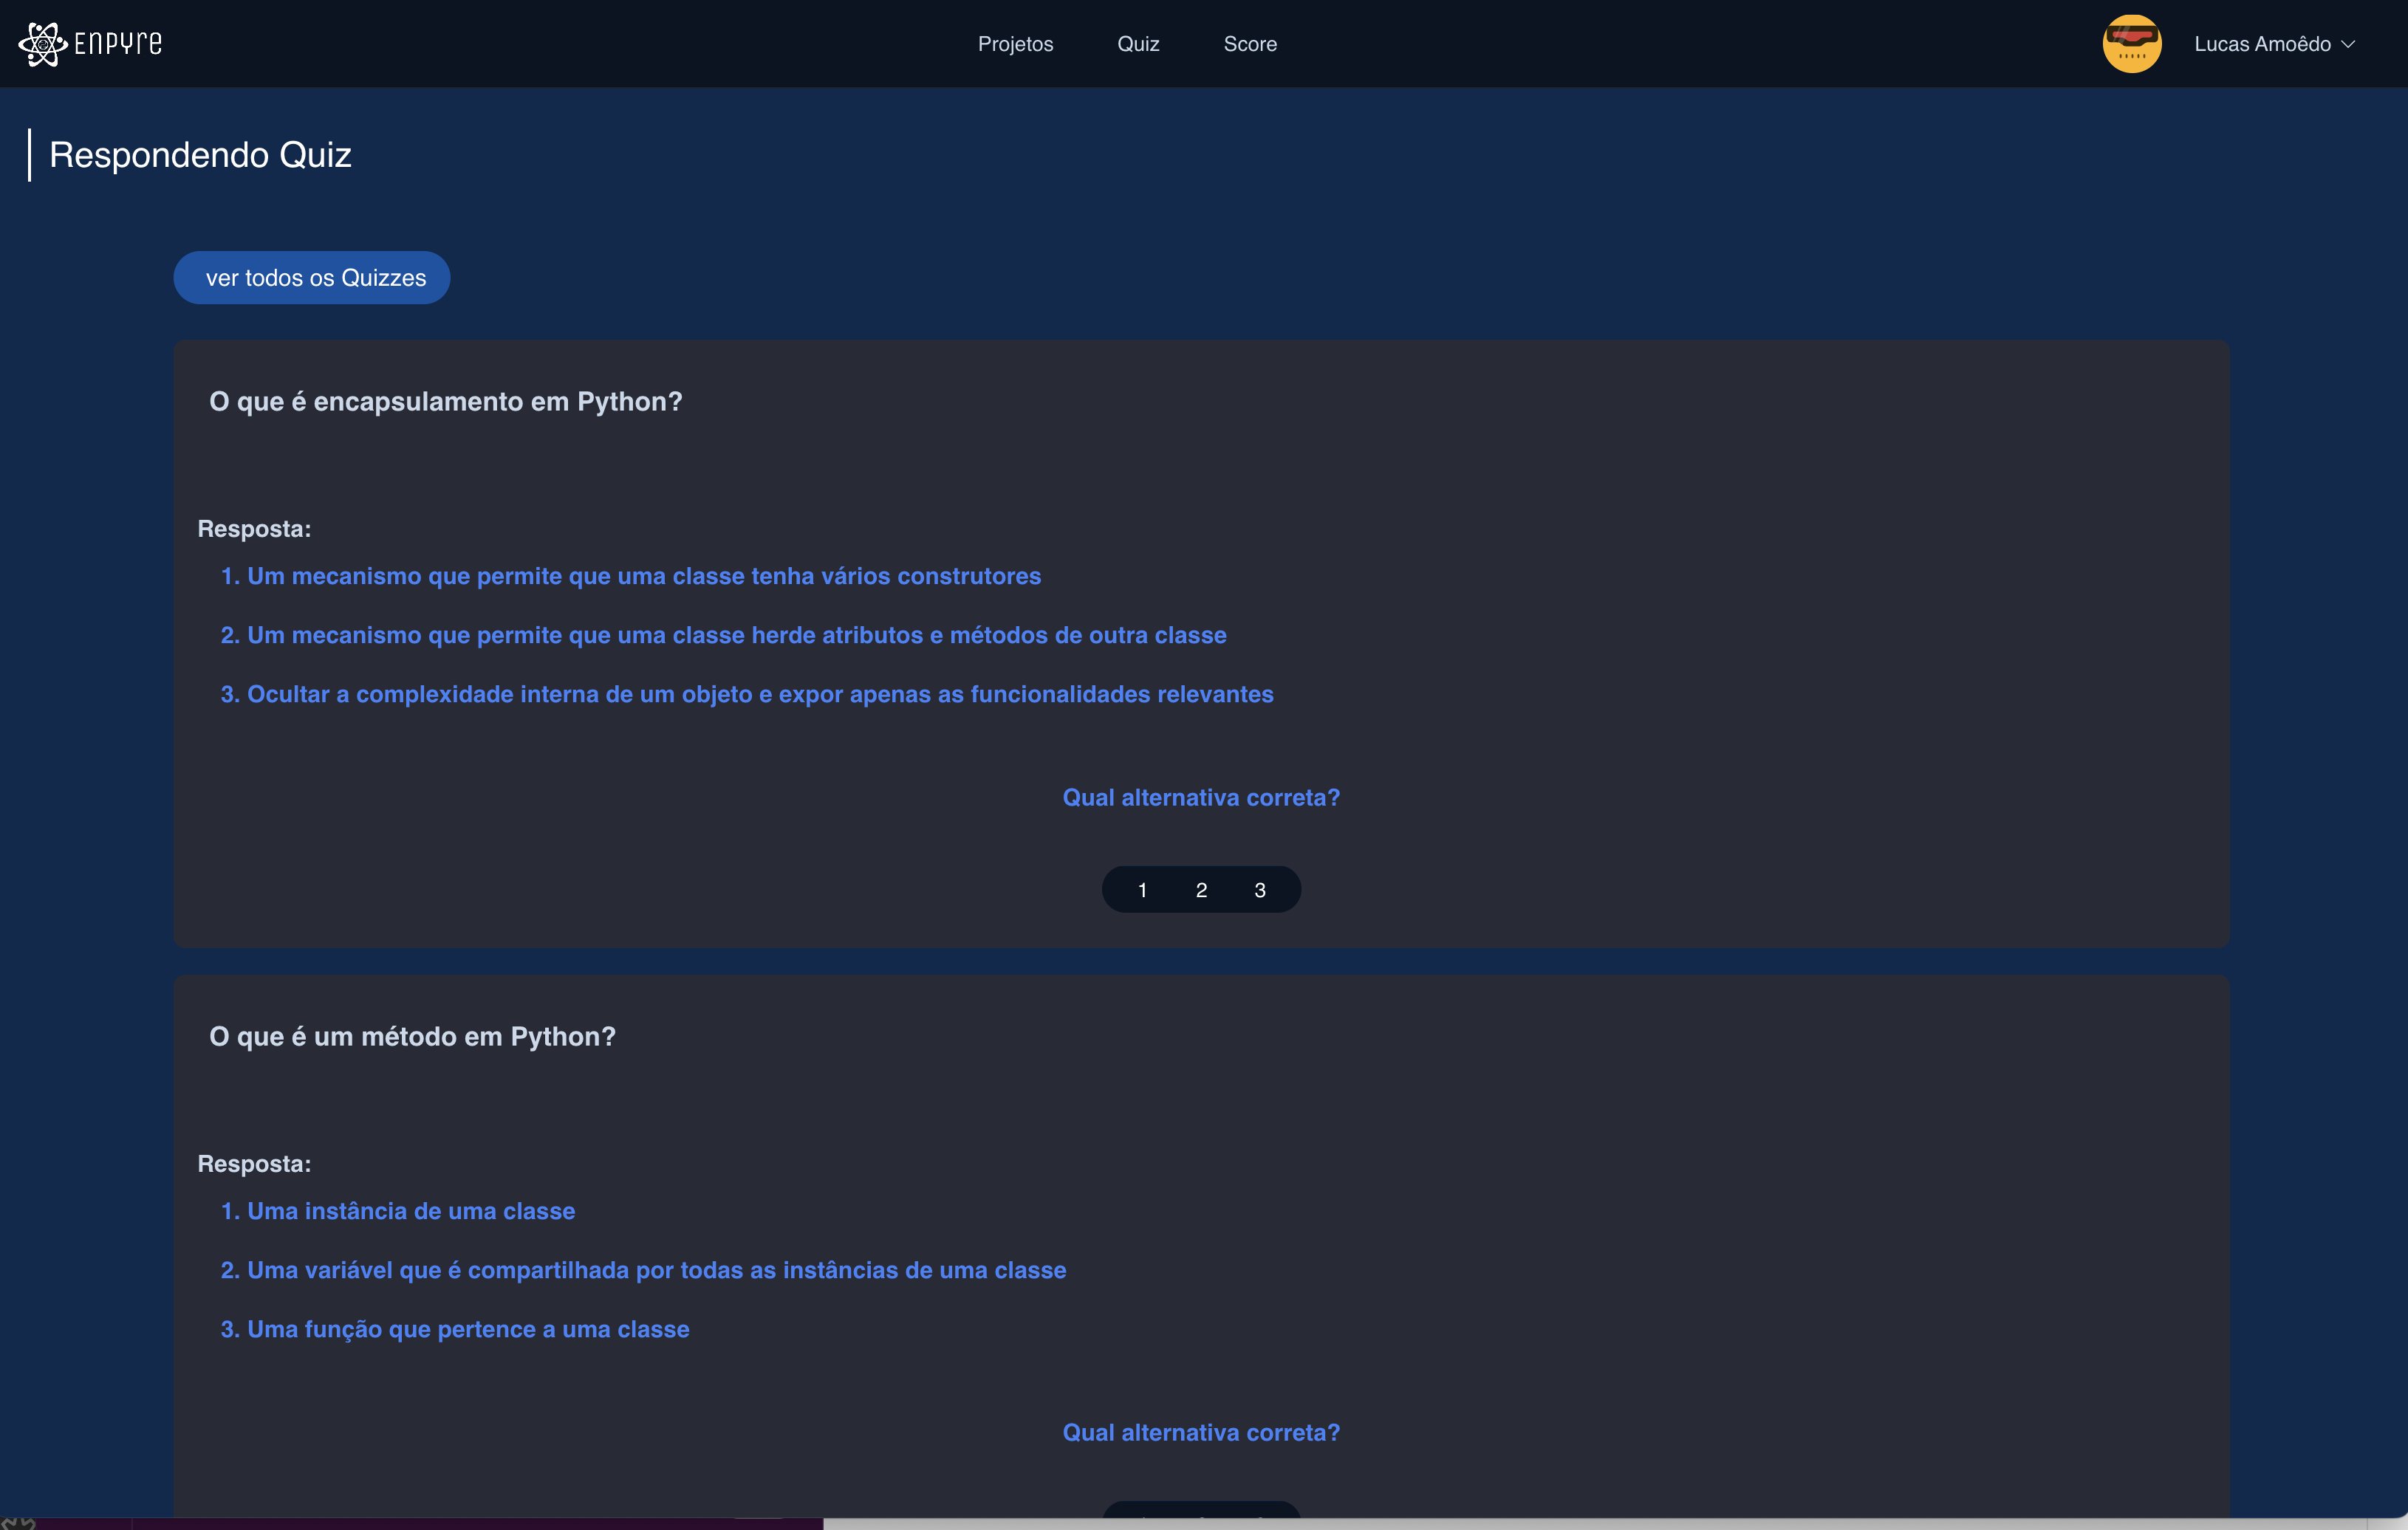 ENPYRE
Projetos
Quiz
Score
Lucas Amoêdo
Respondendo Quiz
ver todos os Quizzes
O que é encapsulamento em Python?
Resposta:
1. Um mecanismo que permite que uma classe tenha vários construtores
2. Um mecanismo que permite que uma classe herde atributos e métodos de outra classe
3. Ocultar a complexidade interna de um objeto e expor apenas as funcionalidades relevantes
Qual alternativa correta?
1 2 3
O que é um método em Python?
Resposta:
1. Uma instância de uma classe
2. Uma variável que é compartilhada por todas as instâncias de uma classe
3. Uma função que pertence a uma classe
Qual alternativa correta?